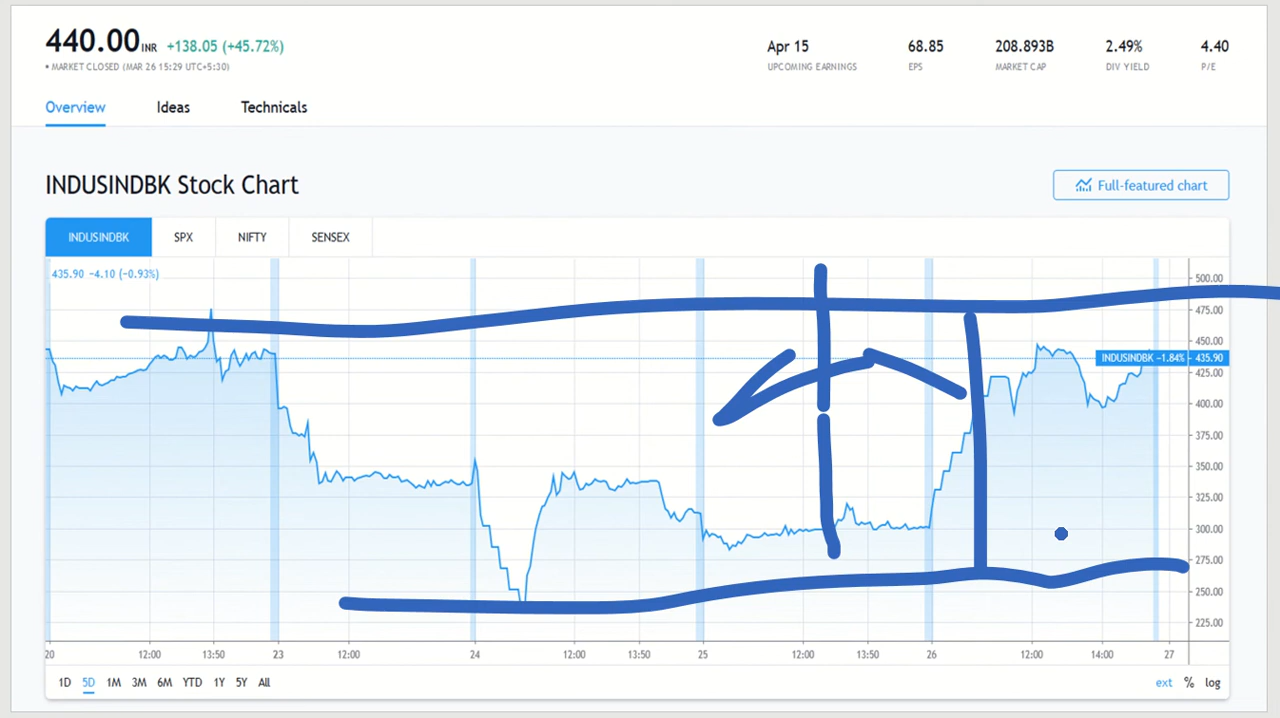 440.00 INR +138.05 (+45.72%)
• MARKET CLOSED (MAR 26 15:29 UTC+5:30)
Apr 15 68.85 208.893B 2.49% 4.40
UPCOMING EARNINGS EPS MARKET CAP DIV YIELD P/E
Overview Ideas Technicals
INDUSINDBK Stock Chart
Full-featured chart
INDUSINDBK SPX NIFTY SENSEX
435.90 −4.10 (−0.93%)
500.00
475.00
450.00
INDUSINDBK −1.84% 435.90
425.00
400.00
375.00
350.00
325.00
300.00
275.00
250.00
225.00
20 12:00 13:50 23 12:00 24 12:00 13:50 25 12:00 13:50 26 12:00 14:00 27
1D 5D 1M 3M 6M YTD 1Y 5Y All
ext % log